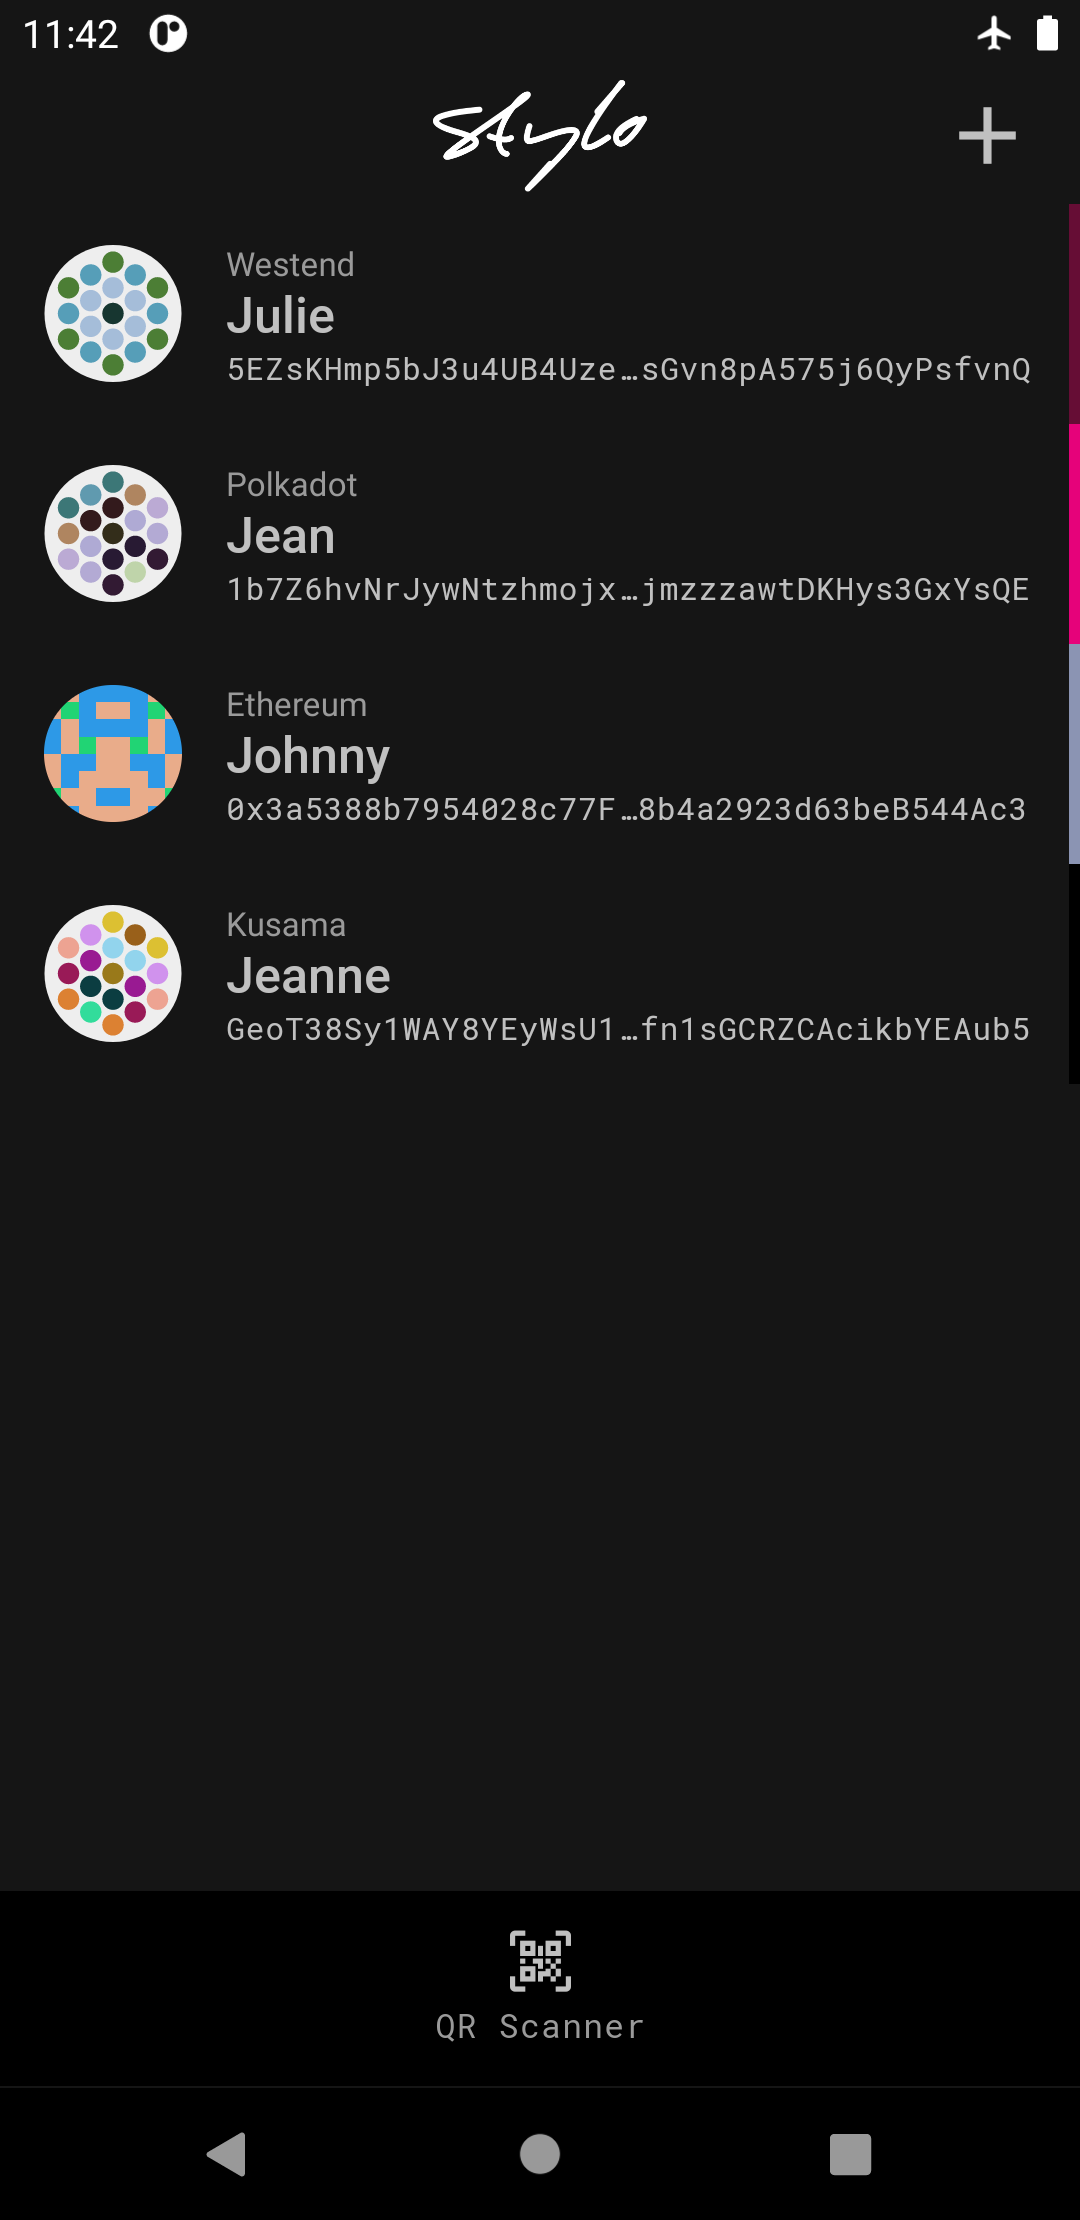 11:42
stylo
Westend
Julie
5EZsKHmp5bJ3u4UB4Uze…sGvn8pA575j6QyPsfvnQ
Polkadot
Jean
1b7Z6hvNrJywNtzhmojx…jmzzzawtDKHys3GxYsQE
Ethereum
Johnny
0x3a5388b7954028c77F…8b4a2923d63beB544Ac3
Kusama
Jeanne
GeoT38Sy1WAY8YEyWsU1…fn1sGCRZCAcikbYEAub5
QR Scanner